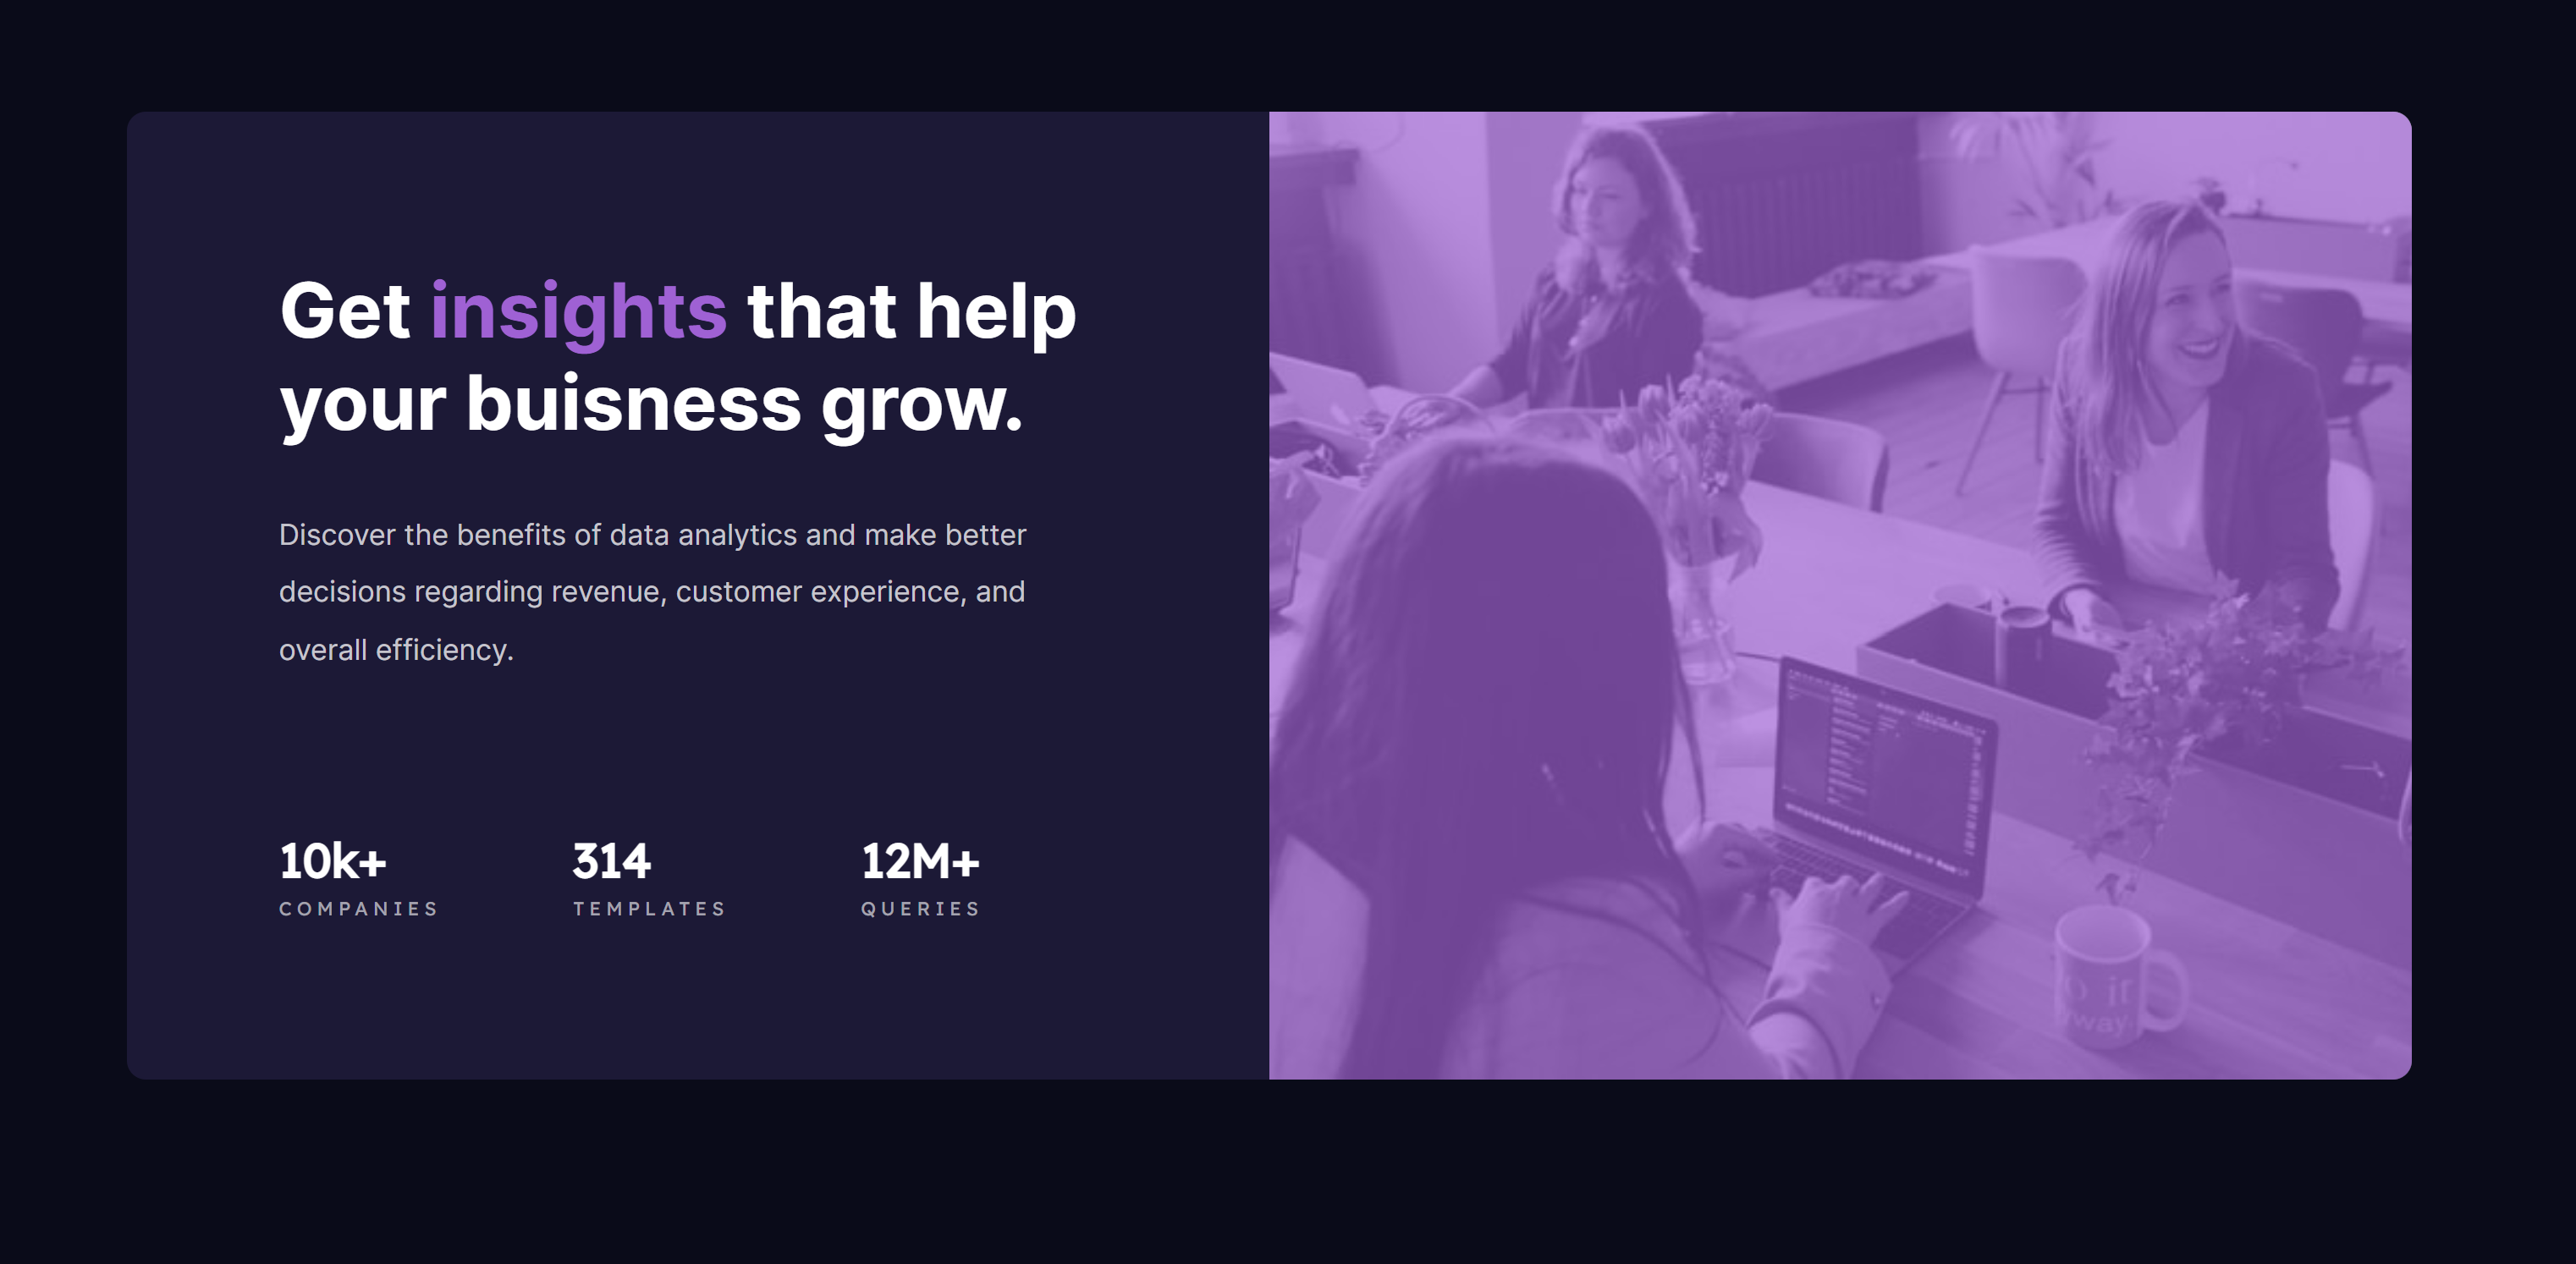 Get insights that help
your buisness grow.
Discover the benefits of data analytics and make better
decisions regarding revenue, customer experience, and
overall efficiency.
10k+ 314 12M+
COMPANIES TEMPLATES QUERIES